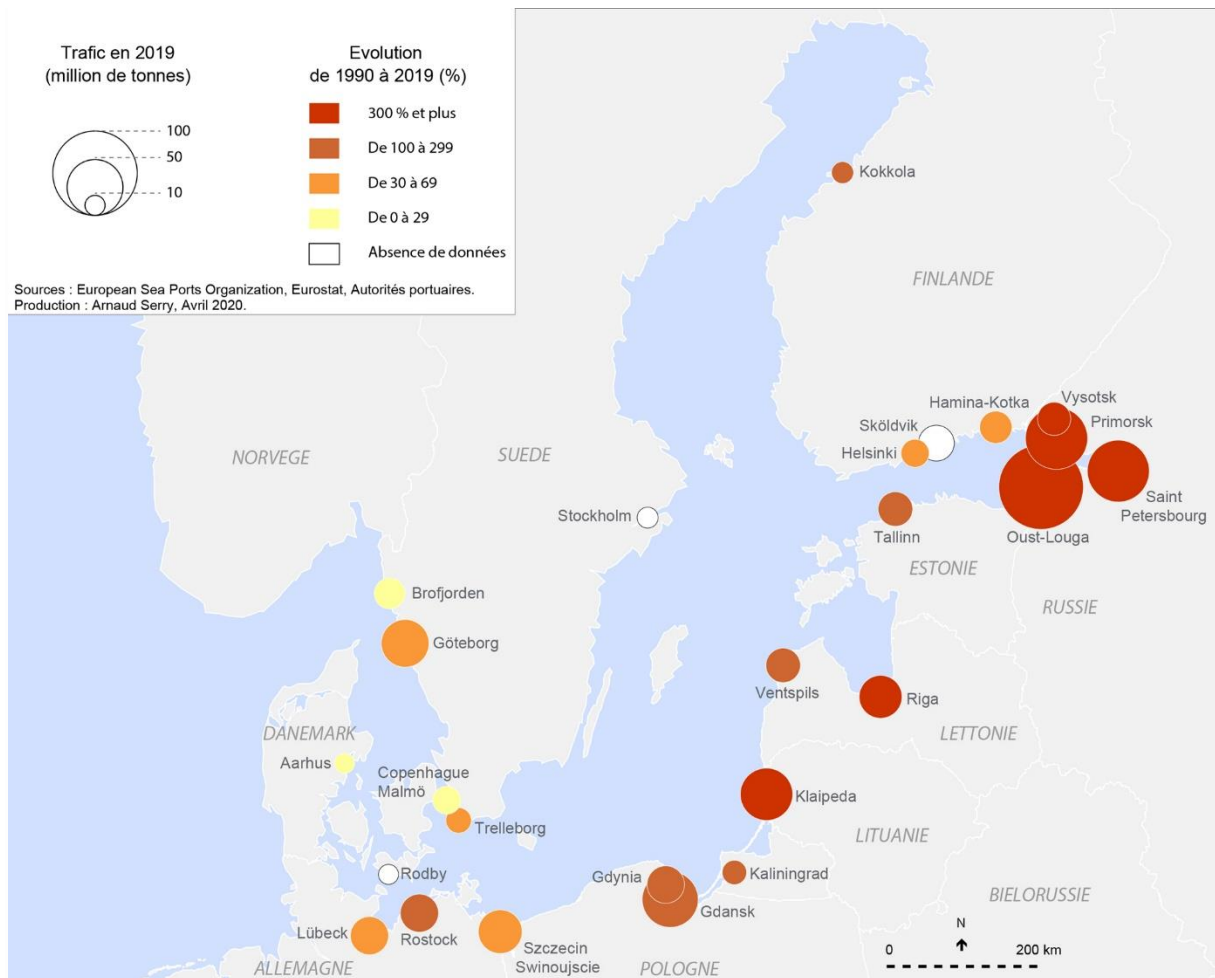 Trafic en 2019
(million de tonnes)
100
50
10
Evolution
de 1990 à 2019 (%)
300 % et plus
De 100 à 299
De 30 à 69
De 0 à 29
Absence de données
Sources : European Sea Ports Organization, Eurostat, Autorités portuaires.
Production : Arnaud Serry, Avril 2020.
Kokkola
FINLANDE
Vysotsk
Hamina-Kotka
Primorsk
Sköldvik
Helsinki
NORVEGE
SUEDE
Saint
Petersbourg
Stockholm
Tallinn
Oust-Louga
ESTONIE
RUSSIE
Brofjorden
Göteborg
Ventspils
Riga
LETTONIE
DANEMARK
Aarhus
Copenhague
Malmö
Klaipeda
Trelleborg
LITUANIE
Rodby
Gdynia
Kaliningrad
BIELORUSSIE
Gdansk
Lübeck
Rostock
Szczecin
Swinoujscie
ALLEMAGNE
POLOGNE
N
0
200 km